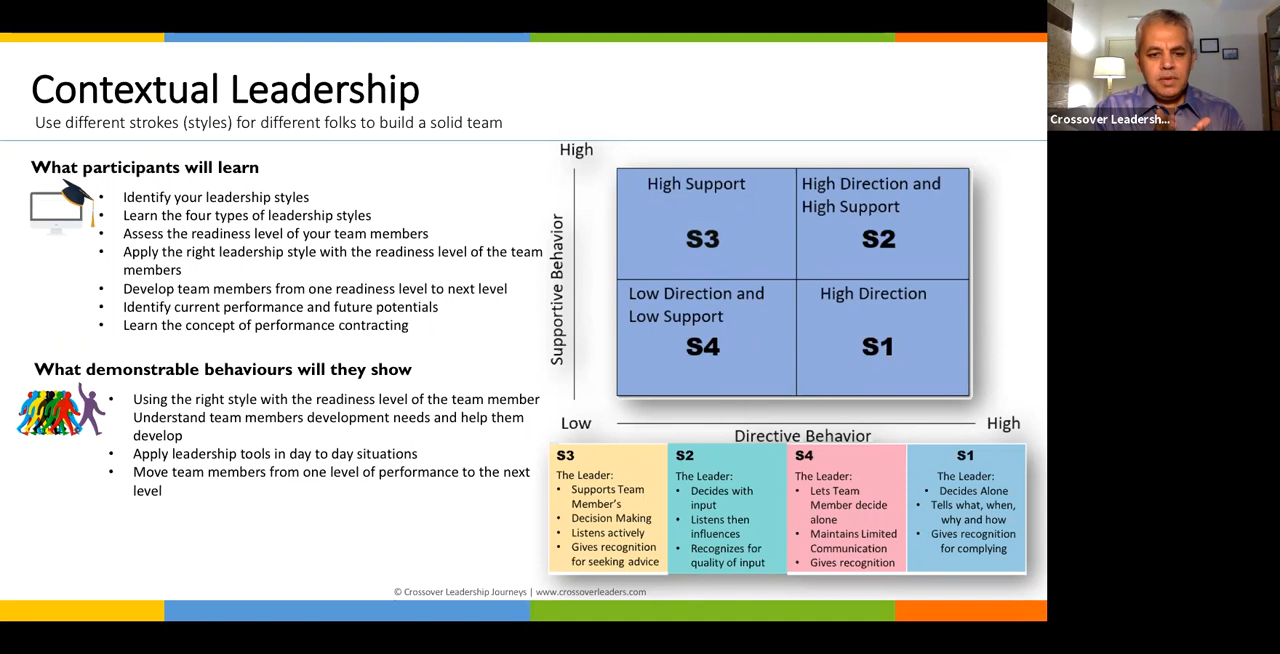 Contextual Leadership
Use different strokes (styles) for different folks to build a solid team
What participants will learn
• Identify your leadership styles
• Learn the four types of leadership styles
• Assess the readiness level of your team members
• Apply the right leadership style with the readiness level of the team
members
• Develop team members from one readiness level to next level
• Identify current performance and future potentials
• Learn the concept of performance contracting
What demonstrable behaviours will they show
• Using the right style with the readiness level of the team member
Understand team members development needs and help them
develop
• Apply leadership tools in day to day situations
• Move team members from one level of performance to the next
level
High
Supportive Behavior
High Support
S3
High Direction and
High Support
S2
Low Direction and
Low Support
S4
High Direction
S1
Low
High
Directive Behavior
S3
The Leader:
• Supports Team
Member's
• Decision Making
• Listens actively
• Gives recognition
for seeking advice
S2
The Leader:
• Decides with
input
• Listens then
influences
• Recognizes for
quality of input
S4
The Leader:
• Lets Team
Member decide
alone
• Maintains Limited
Communication
• Gives recognition
S1
The Leader:
• Decides Alone
• Tells what, when,
why and how
• Gives recognition
for complying
© Crossover Leadership Journeys | www.crossoverleaders.com
Crossover Leadersh...